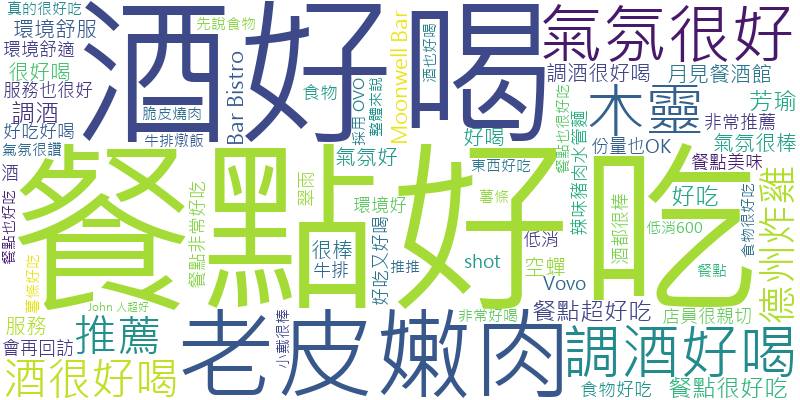 真的很好吃
環境舒服
環境舒適
很好喝
服務也很好
調酒
好吃好喝
氣氛很讚
酒
餐點也好吃
先說食物
Bar Bistro
脆皮燒肉
牛排燉飯
酒好喝
食物
採用 OVO
整體來說
酒也好喝
Moonwell Bar
好喝
氣氛好
東西好吃
氣氛很好
調酒很好喝
月見餐酒館
木靈
芳瑜
非常推薦
份量也OK
氣氛很棒
餐點也很好吃
辣味豬肉水管麵
餐點美味
餐點好吃
餐點非常好吃
翠雨
環境好
薯條
很棒
牛排
好吃又好喝
推推
shot
低消
空蟬
Vovo
酒都很棒
好吃
低消600
餐點
食物很好吃
德州炸雞
薯條好吃
John 人超好
服務
推薦
會再回訪
酒很好喝
小戴很棒
老皮嫩肉
非常好喝
餐點超好吃
店員很親切
調酒好喝
食物好吃
餐點很好吃